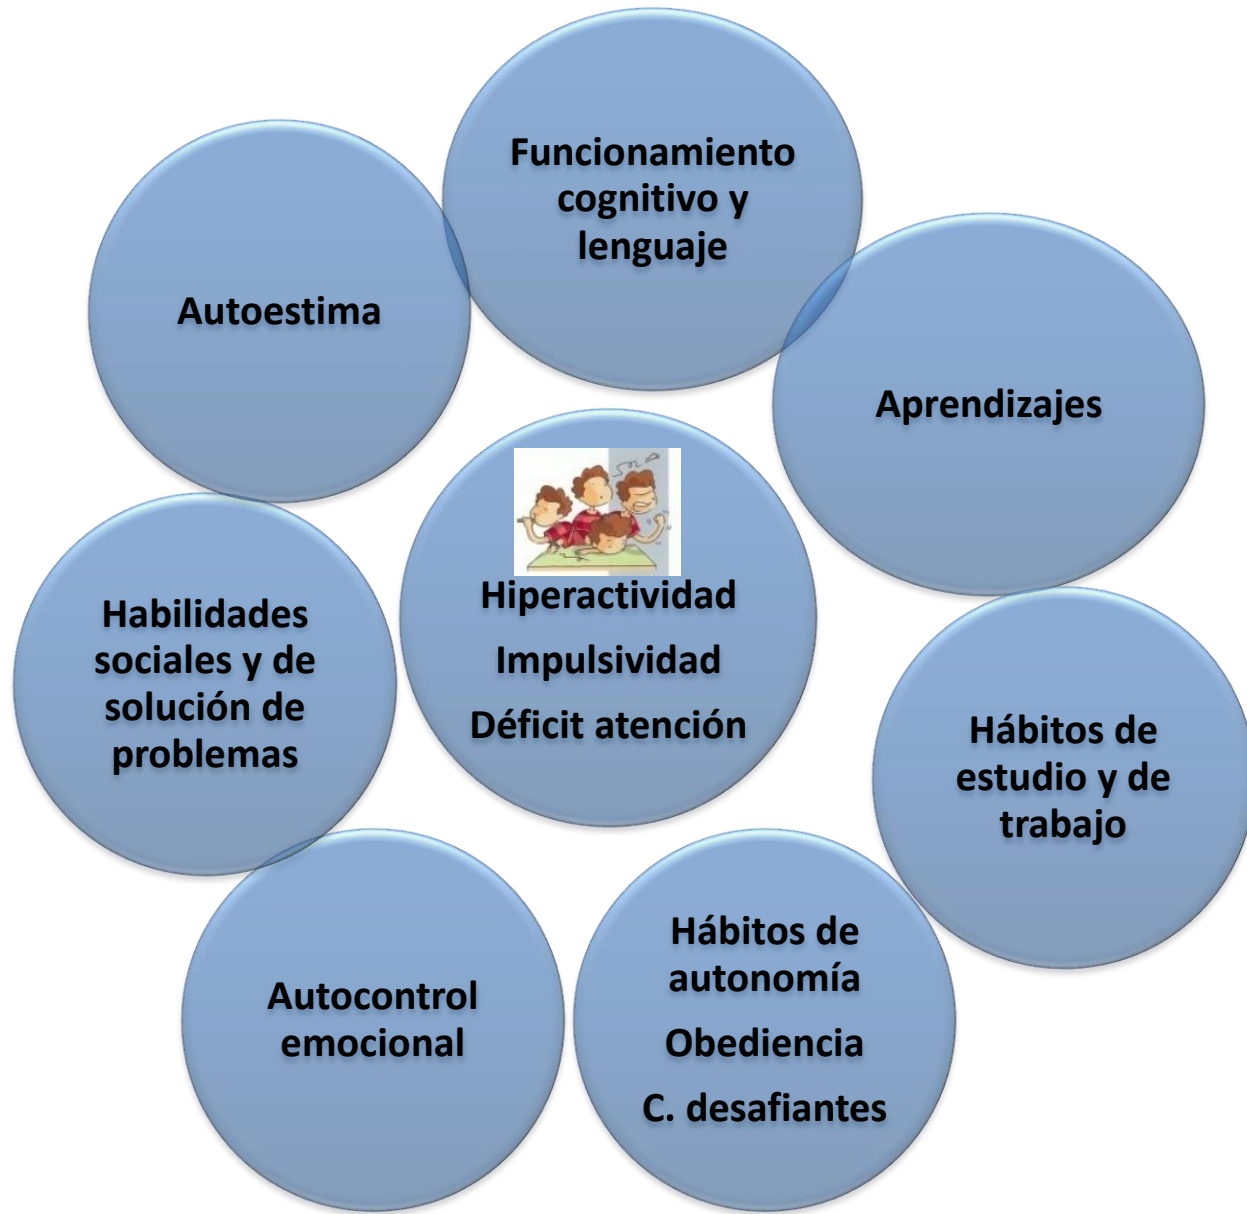 Funcionamiento
cognitivo y
lenguaje
Autoestima
Aprendizajes
Hiperactividad
Impulsividad
Déficit atención
Habilidades
sociales y de
solución de
problemas
Hábitos de
estudio y de
trabajo
Autocontrol
emocional
Hábitos de
autonomía
Obediencia
C. desafiantes